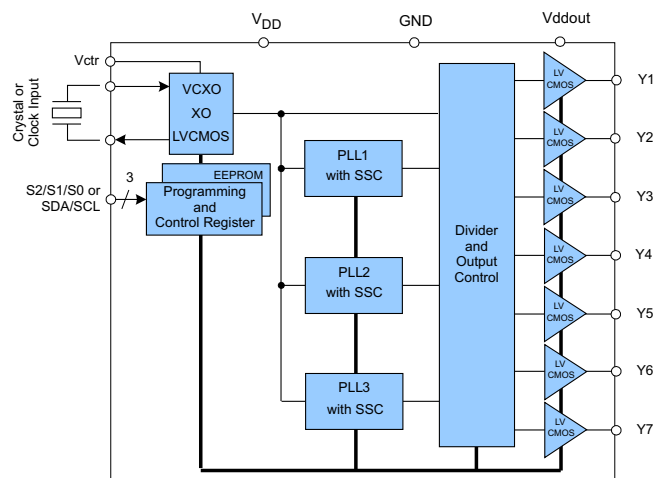 V_DD
GND
Vddout
Vctr
Crystal or
Clock Input
VCXO
XO
LVCMOS
EEPROM
Programming
and
Control Register
S2/S1/S0 or
SDA/SCL
3
PLL1
with SSC
PLL2
with SSC
PLL3
with SSC
Divider
and
Output
Control
LV
CMOS
Y1
LV
CMOS
Y2
LV
CMOS
Y3
LV
CMOS
Y4
LV
CMOS
Y5
LV
CMOS
Y6
LV
CMOS
Y7